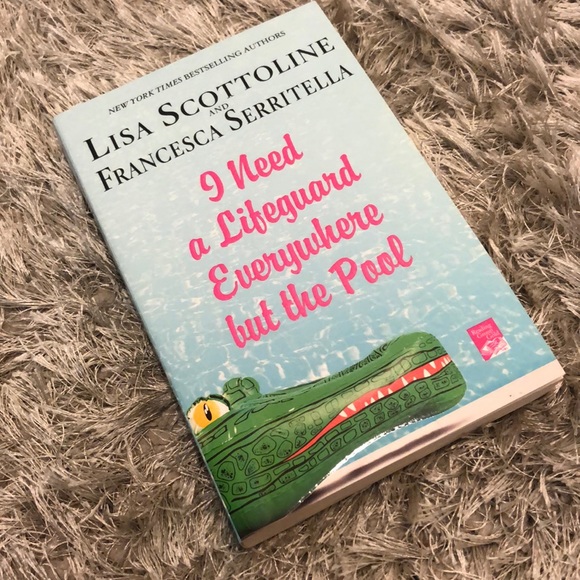 NEW YORK TIMES BESTSELLING AUTHORS
LISA SCOTTOLINE
AND
FRANCESCA SERRITELLA
I Need
a Lifeguard
Everywhere
but the Pool